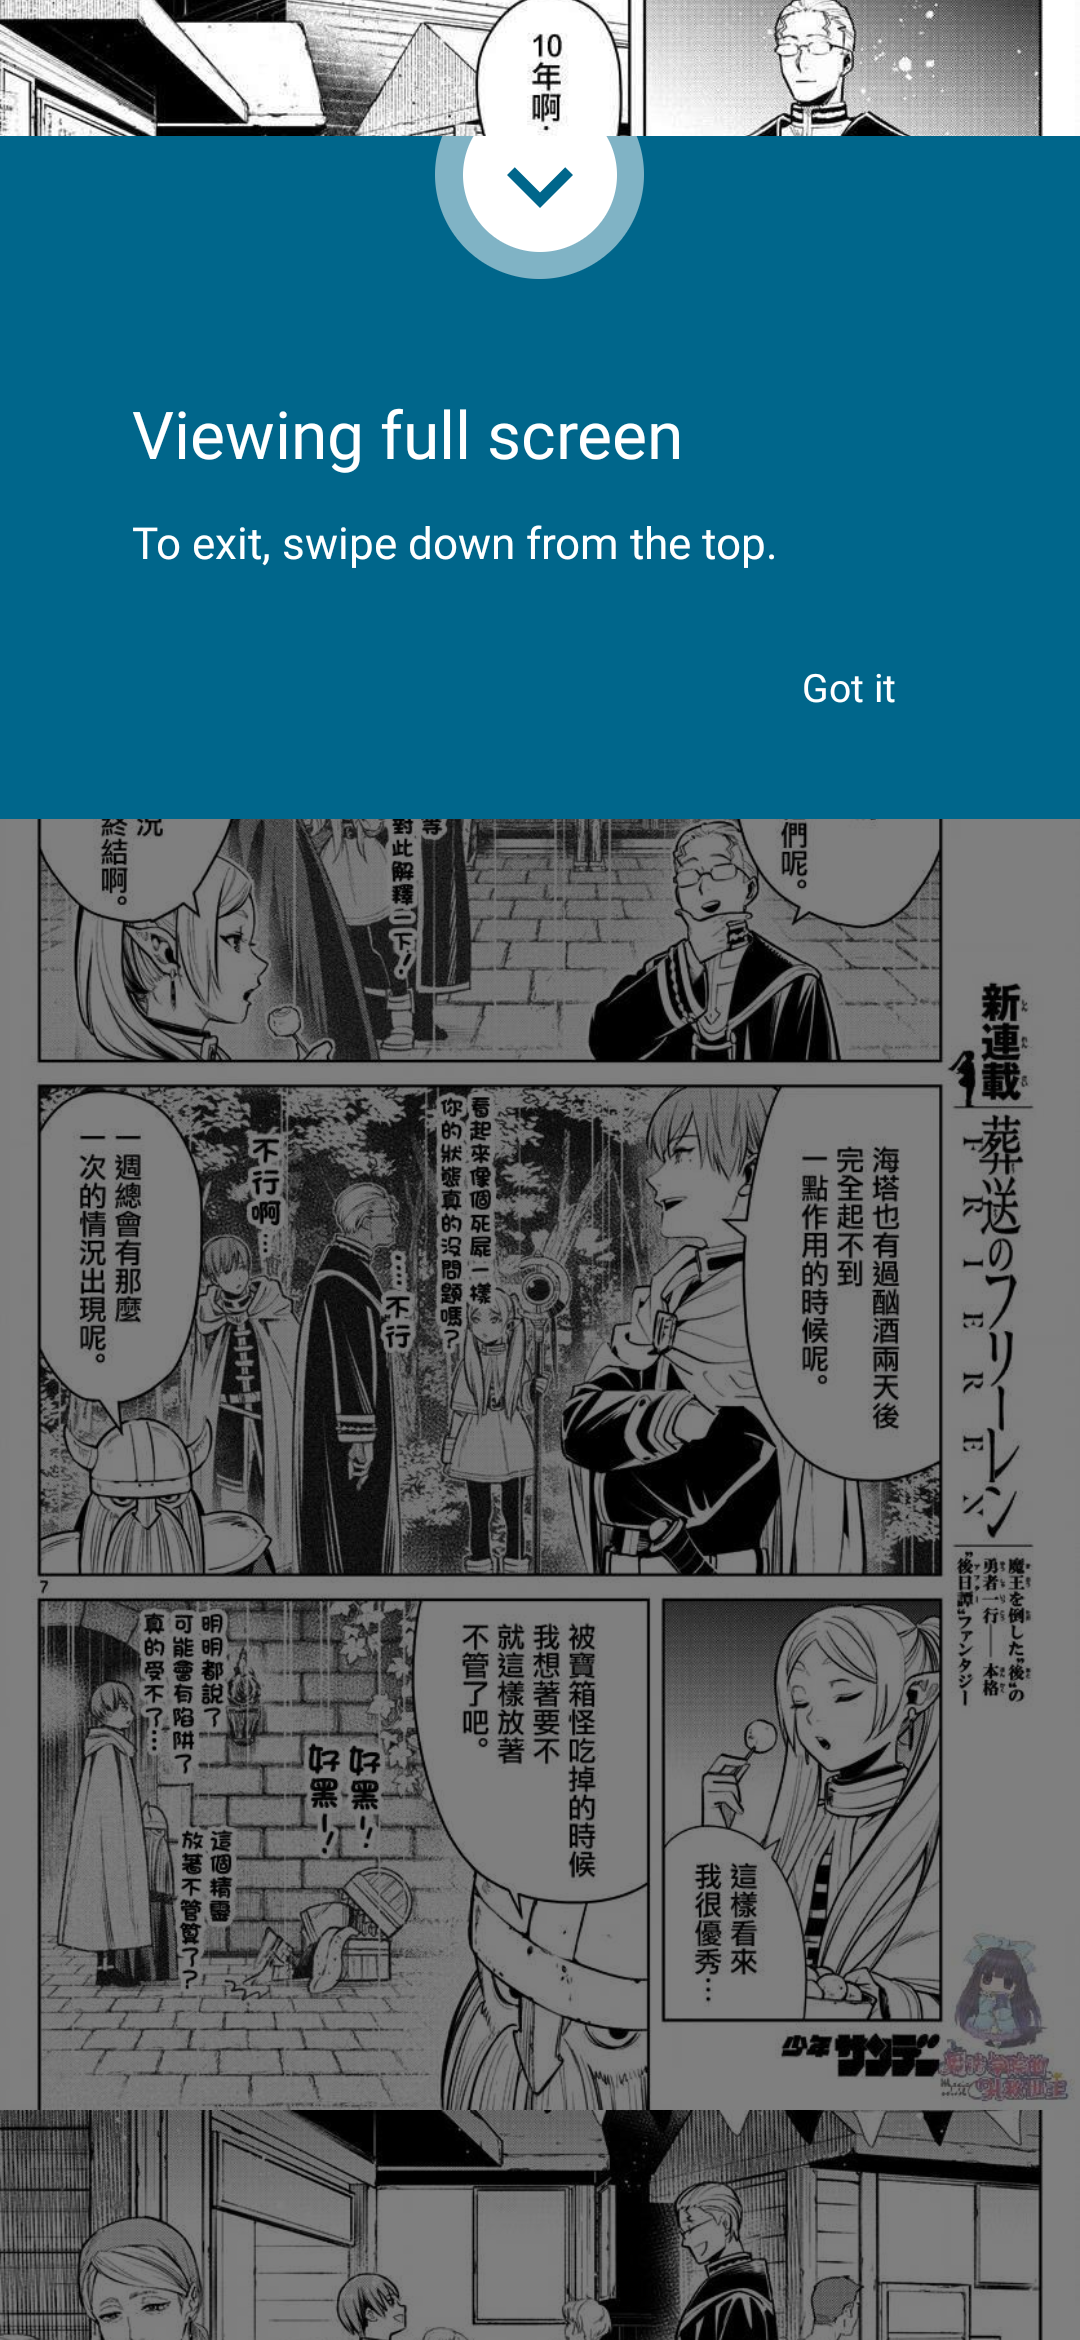 10年啊．
Viewing full screen
To exit, swipe down from the top.
Got it
們呢。
等
對此解釋一下！
況
終結啊。
海塔也有過酗酒兩天後
完全起不到
一點作用的時候呢。
看起來像個死屍一樣
你的狀態真的沒問題嗎？
……不行
不行啊…
一週總會有那麼
一次的情況出現呢。
新連載
葬送のフリーレン
FRIEREN
魔王を倒した"後"の
勇者一行――本格
"後日譚"ファンタジー
7
這樣看來
我很優秀…
被寶箱怪吃掉的時候
我想著要不
就這樣放著
不管了吧。
好黑～！
好黑～！
明明都說了
可能會有陷阱了
真的受不了…
這個精靈
放著不管算了？
少年サンデー